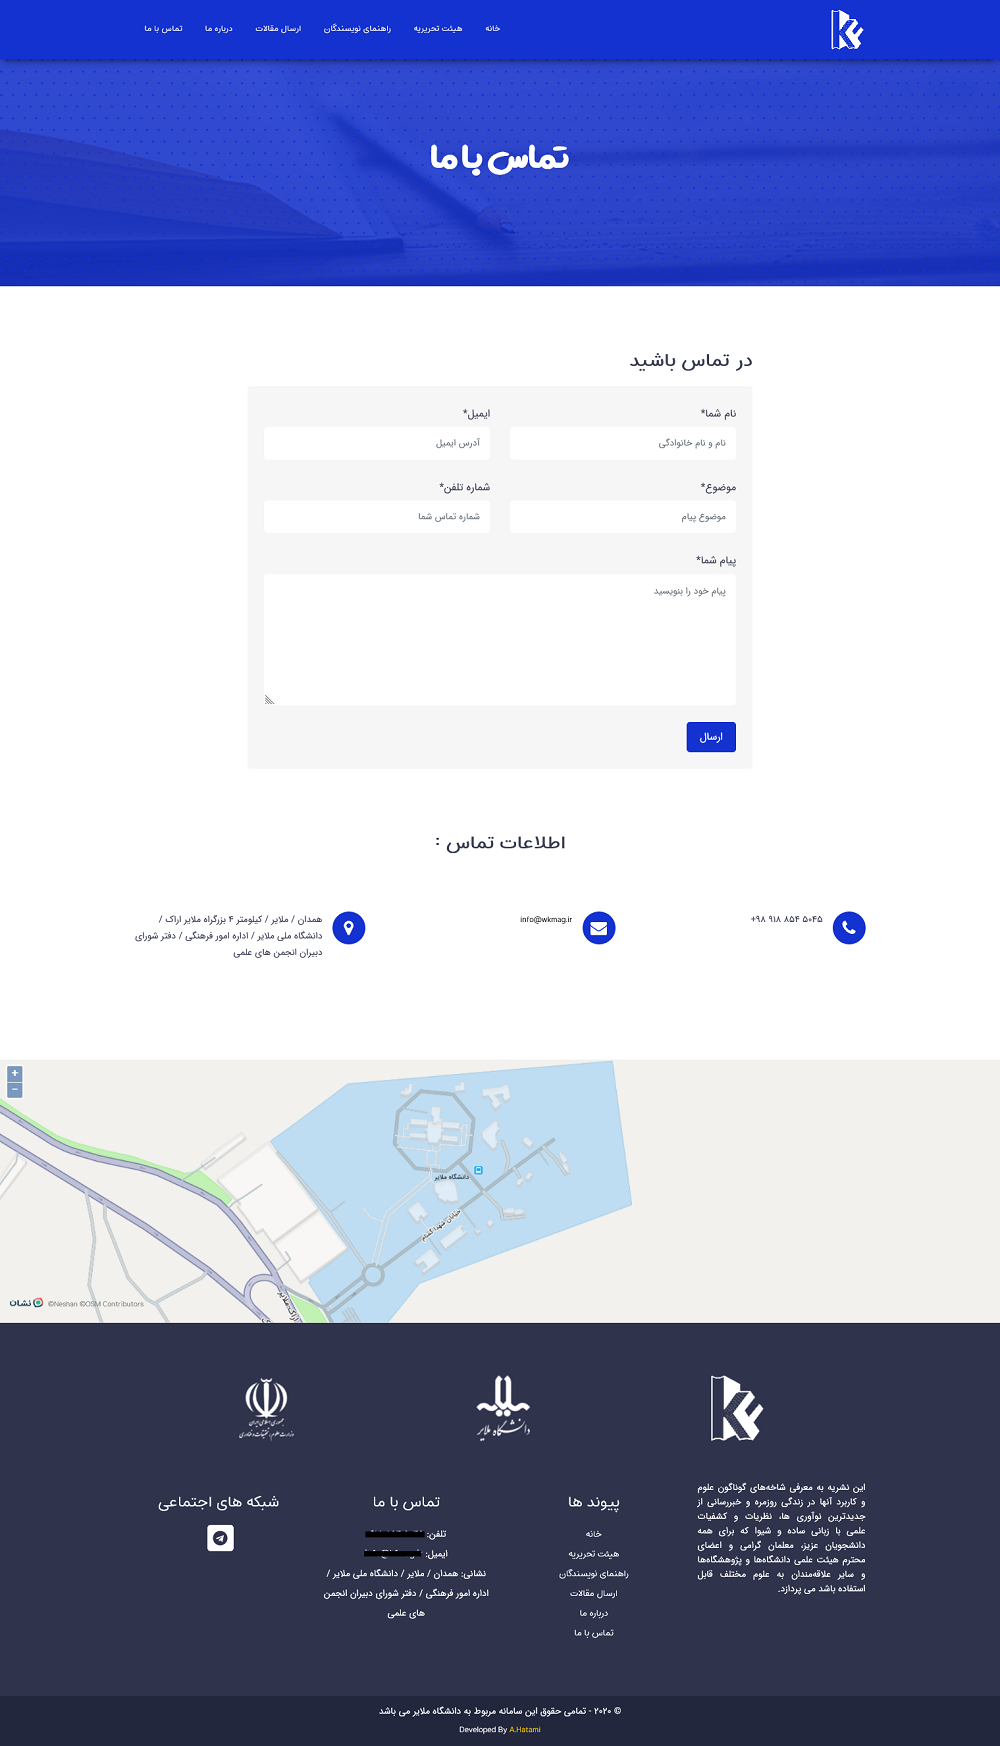 خانه
هیئت تحریریه
راهنمای نویسندگان
ارسال مقالات
درباره ما
تماس با ما
تماس با ما
در تماس باشید
نام شما*
ایمیل*
نام و نام خانوادگی
آدرس ایمیل
موضوع*
شماره تلفن*
موضوع پیام
شماره تماس شما
پیام شما*
پیام خود را بنویسید
ارسال
اطلاعات تماس :
+۹۸ ۹۱۸ ۸۵۴ ۵۰۴۵
info@wkmag.ir
همدان / ملایر / کیلومتر ۴ بزرگراه ملایر اراک /
دانشگاه ملی ملایر / اداره امور فرهنگی / دفتر شورای
دبیران انجمن های علمی
+
−
دانشگاه ملایر
خیابان شهدا گمنام
اراک-ملایر
نشان ©Neshan ©OSM Contributors
دانشگاه ملایر
جمهوری اسلامی ایران
وزارت علوم، تحقیقات و فناوری
این نشریه به معرفی شاخه‌های گوناگون علوم
و کاربرد آنها در زندگی روزمره و خبررسانی از
جدیدترین نوآوری ها، نظریات و کشفیات
علمی با زبانی ساده و شیوا که برای همه
دانشجویان عزیز، معلمان گرامی و اعضای
محترم هیئت علمی دانشگاه‌ها و پژوهشگاه‌ها
و سایر علاقه‌مندان به علوم مختلف قابل
استفاده باشد می پردازد.
پیوند ها
خانه
هیئت تحریریه
راهنمای نویسندگان
ارسال مقالات
درباره ما
تماس با ما
تماس با ما
تلفن:
ایمیل:
نشانی: همدان / ملایر / دانشگاه ملی ملایر /
اداره امور فرهنگی / دفتر شورای دبیران انجمن
های علمی
شبکه های اجتماعی
© ۲۰۲۰ - تمامی حقوق این سامانه مربوط به دانشگاه ملایر می باشد
Developed By A.Hatami